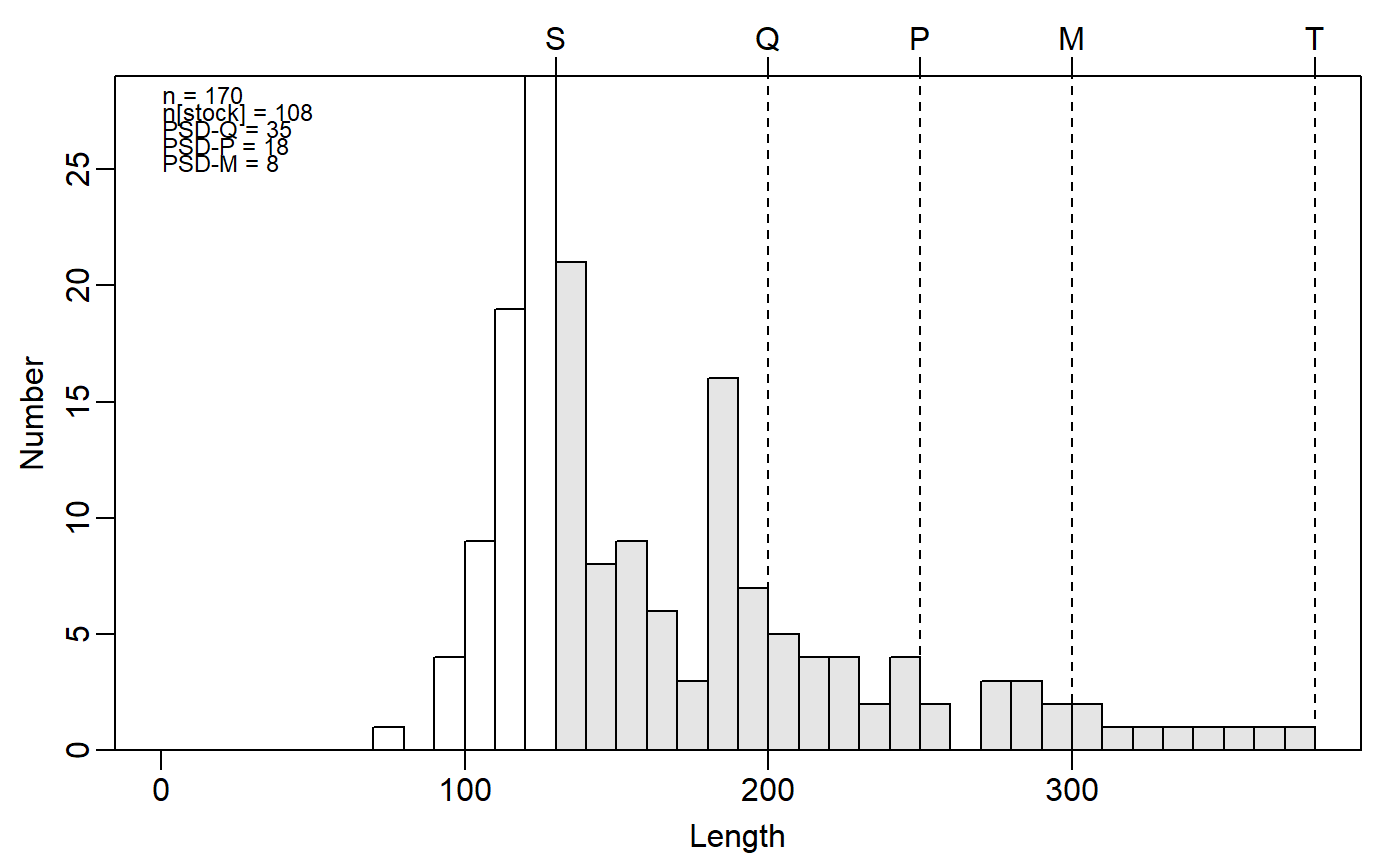 S Q P M T
n = 170
n[stock] = 108
PSD-Q = 35
PSD-P = 18
PSD-M = 8
25
20
15
10
5
0
Number
0 100 200 300
Length